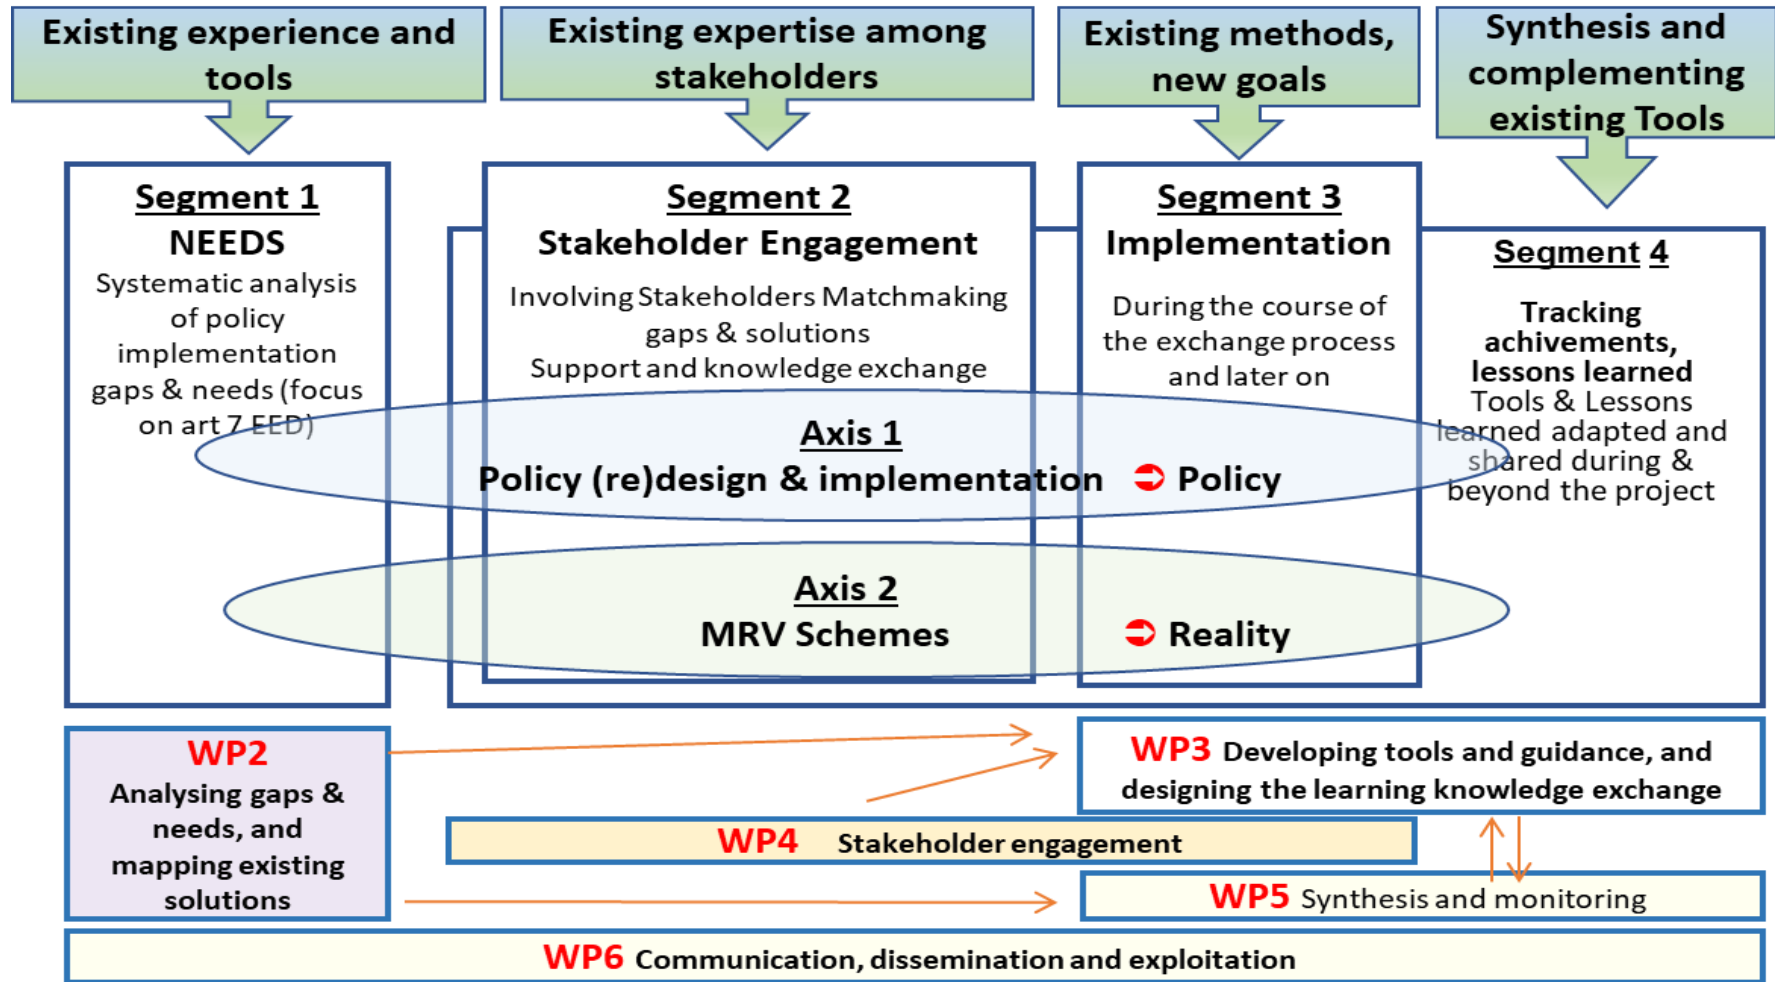 Existing experience and
tools
Existing expertise among
stakeholders
Existing methods,
new goals
Synthesis and
complementing
existing Tools
Segment 1
NEEDS
Systematic analysis
of policy
implementation
gaps & needs (focus
on art 7 EED)
Segment 2
Stakeholder Engagement
Involving Stakeholders Matchmaking
gaps & solutions
Support and knowledge exchange
Segment 3
Implementation
During the course of
the exchange process
and later on
Segment 4
Tracking
achivements,
lessons learned
Tools & Lessons
learned adapted and
shared during &
beyond the project
Axis 1
Policy (re)design & implementation ➲ Policy
Axis 2
MRV Schemes ➲ Reality
WP2
Analysing gaps &
needs, and
mapping existing
solutions
WP3 Developing tools and guidance, and
designing the learning knowledge exchange
WP4 Stakeholder engagement
WP5 Synthesis and monitoring
WP6 Communication, dissemination and exploitation